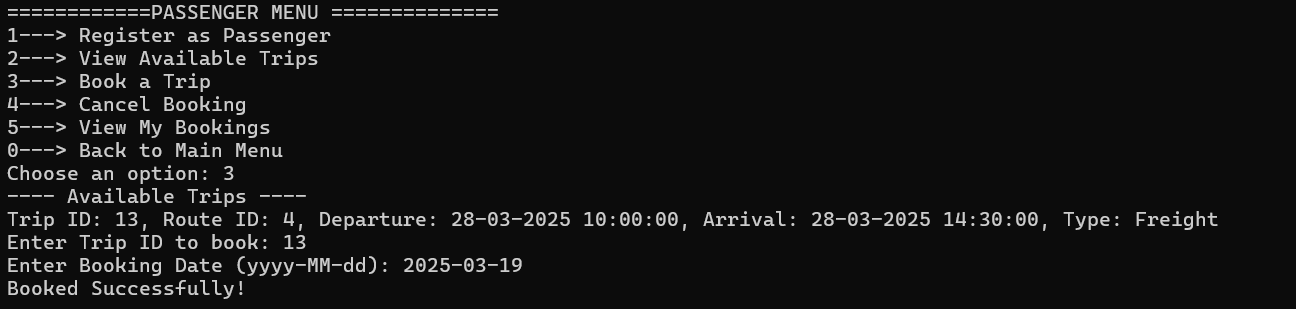 ============PASSENGER MENU ==============
1---> Register as Passenger
2---> View Available Trips
3---> Book a Trip
4---> Cancel Booking
5---> View My Bookings
0---> Back to Main Menu
Choose an option: 3
---- Available Trips ----
Trip ID: 13, Route ID: 4, Departure: 28-03-2025 10:00:00, Arrival: 28-03-2025 14:30:00, Type: Freight
Enter Trip ID to book: 13
Enter Booking Date (yyyy-MM-dd): 2025-03-19
Booked Successfully!